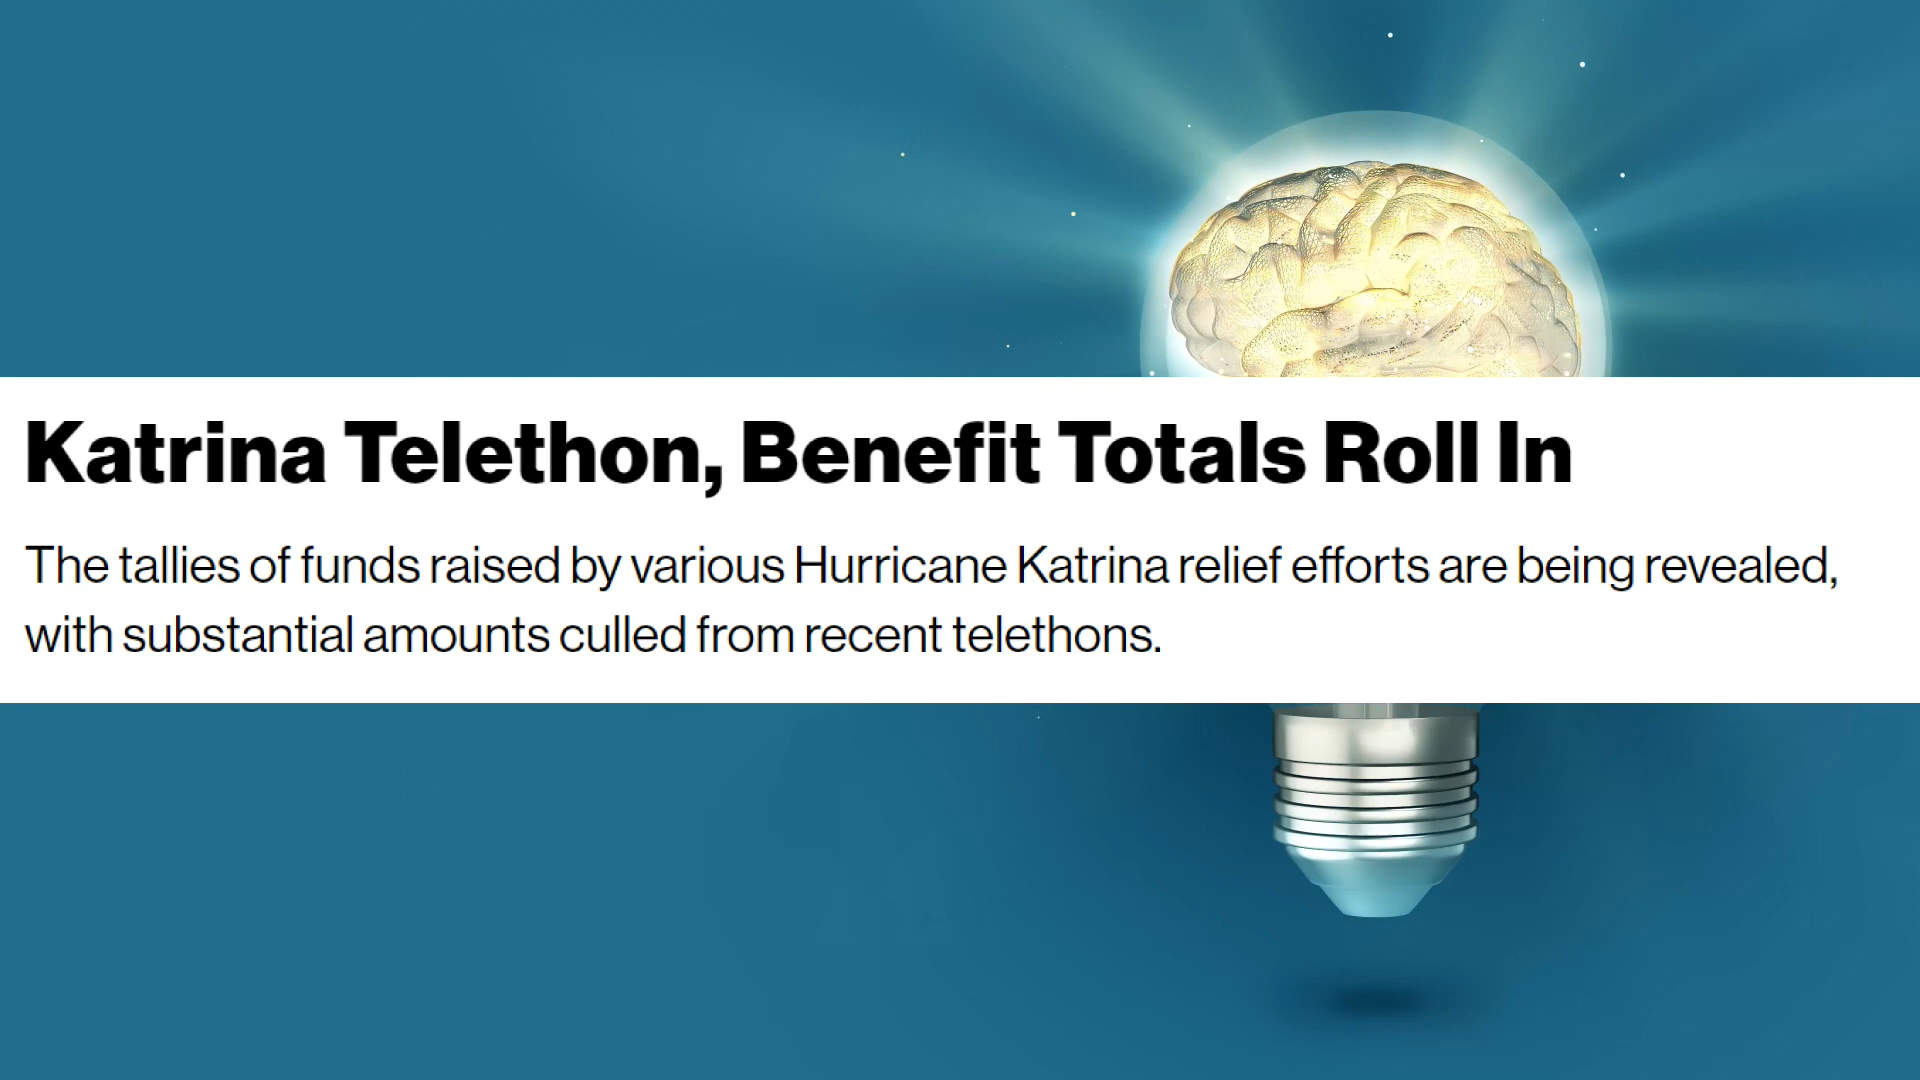 Katrina Telethon, Benefit Totals Roll In
The tallies of funds raised by various Hurricane Katrina relief efforts are being revealed,
with substantial amounts culled from recent telethons.